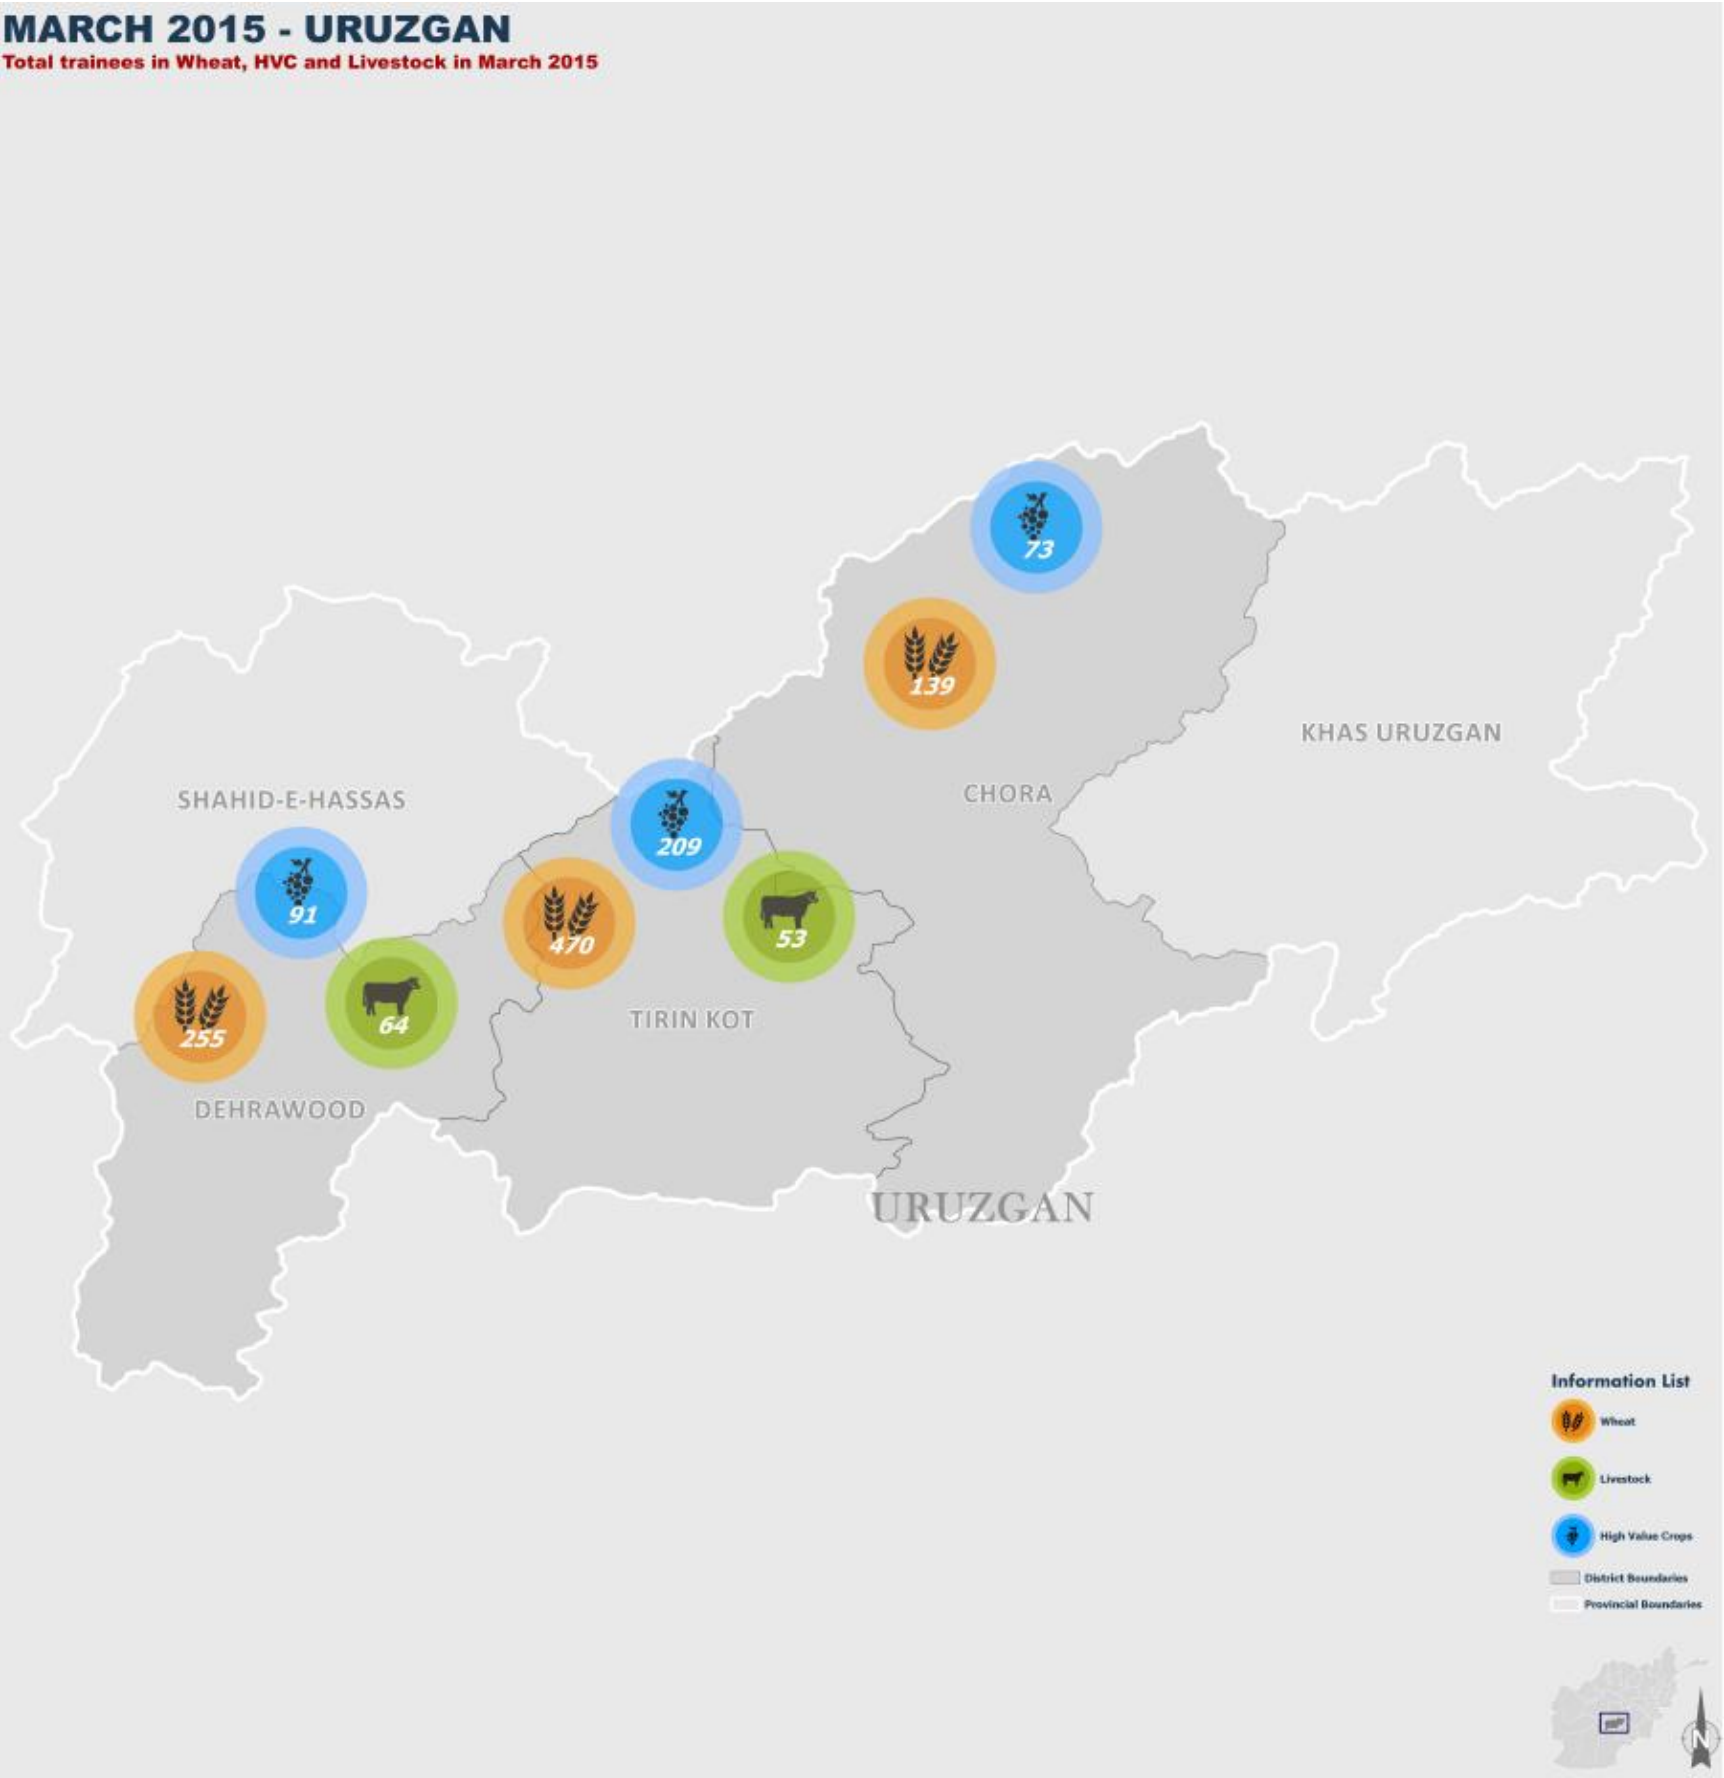 MARCH 2015 - URUZGAN
Total trainees in Wheat, HVC and Livestock in March 2015
73
139
KHAS URUZGAN
CHORA
SHAHID-E-HASSAS
209
91
470
53
255
64
TIRIN KOT
DEHRAWOOD
URUZGAN
Information List
Wheat
Livestock
High Value Crops
District Boundaries
Provincial Boundaries
N